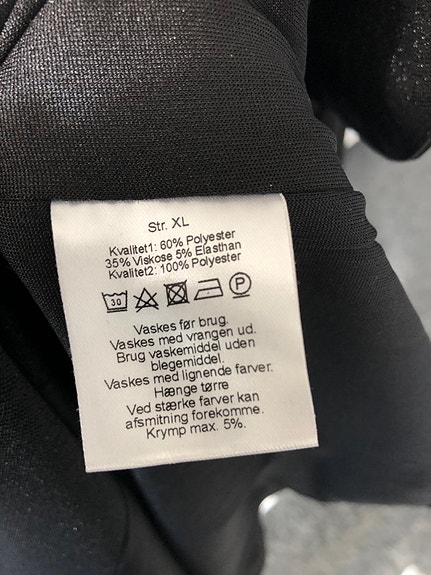 Str. XL
Kvalitet1: 60% Polyester
35% Viskose 5% Elasthan
Kvalitet2: 100% Polyester
30 P
Vaskes før brug.
Vaskes med vrangen ud.
Brug vaskemiddel uden
blegemiddel.
Vaskes med lignende farver.
Hænge tørre
Ved stærke farver kan
afsmitning forekomme.
Krymp max. 5%.